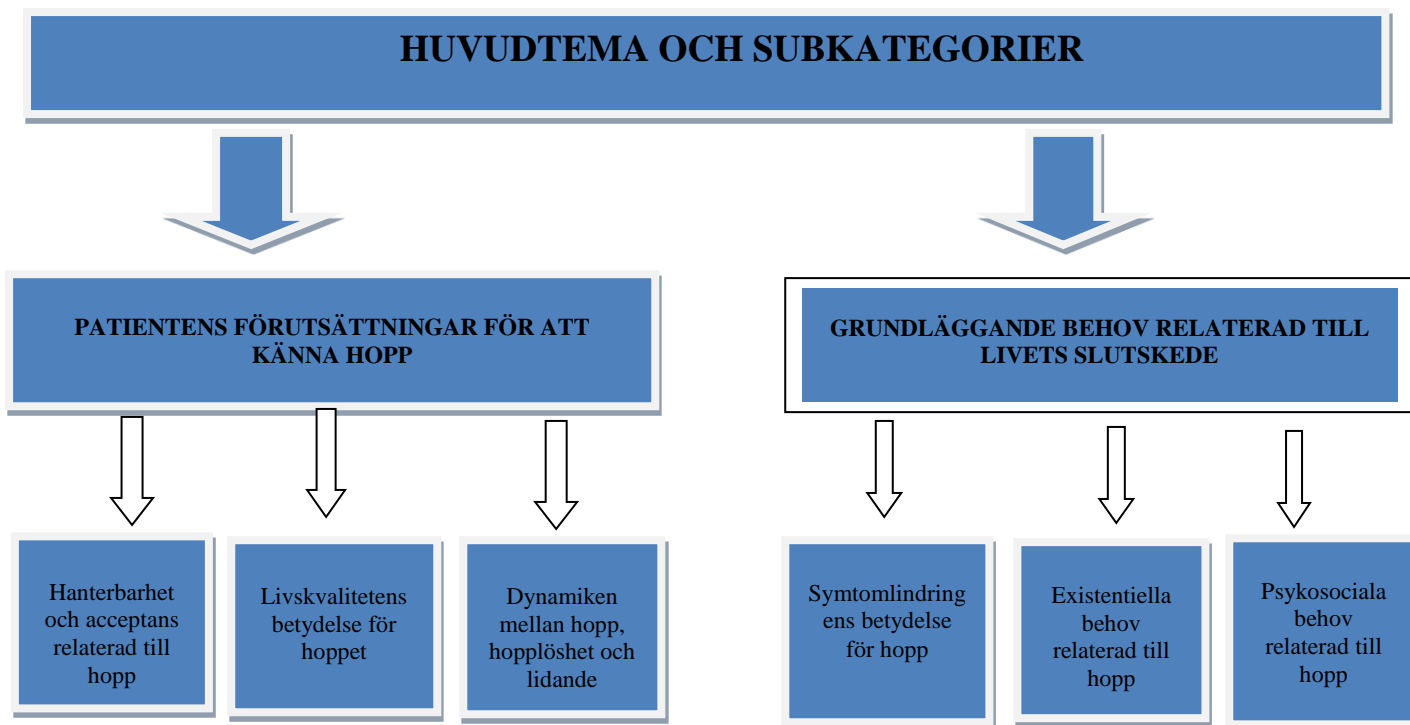 HUVUDTEMA OCH SUBKATEGORIER
PATIENTENS FÖRUTSÄTTNINGAR FÖR ATT
KÄNNA HOPP
GRUNDLÄGGANDE BEHOV RELATERAD TILL
LIVETS SLUTSKEDE
Hanterbarhet
och acceptans
relaterad till
hopp
Livskvalitetens
betydelse för
hoppet
Dynamiken
mellan hopp,
hopplöshet och
lidande
Symtomlindring
ens betydelse
för hopp
Existentiella
behov
relaterad till
hopp
Psykosociala
behov
relaterad till
hopp